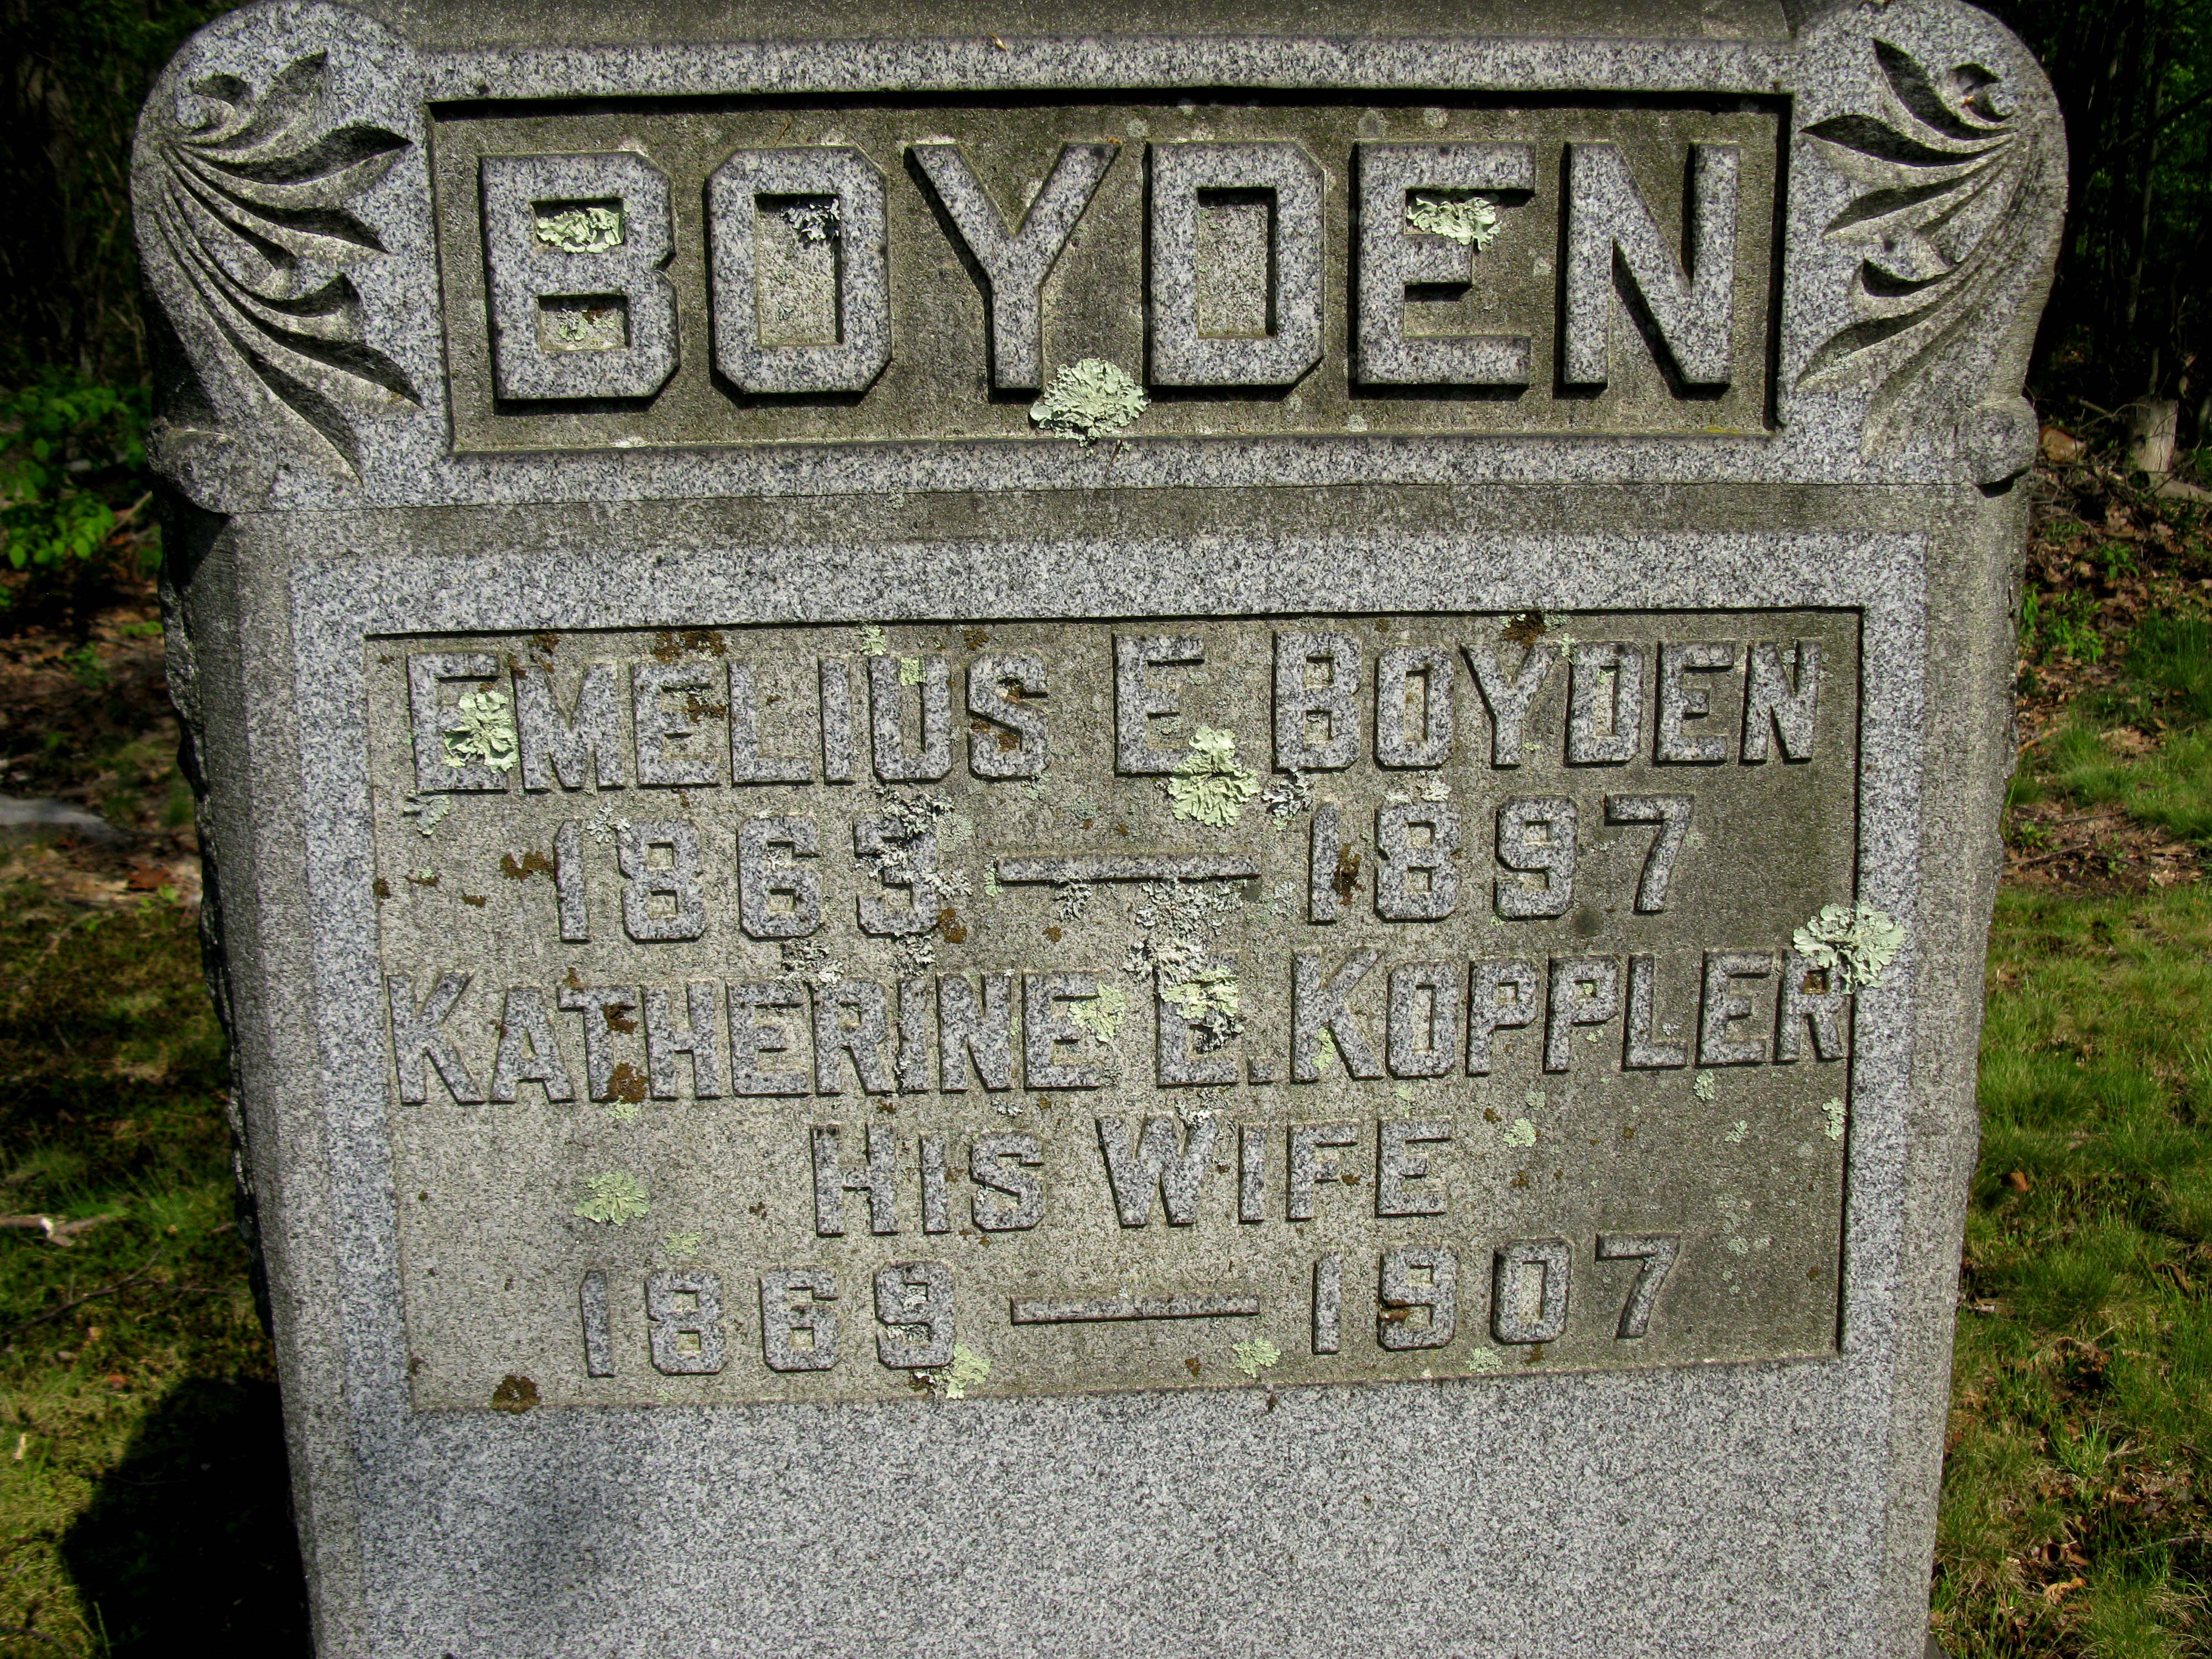 BOYDEN
EMELIUS E. BOYDEN
1863 — 1897
KATHERINE E. KOPPLER
HIS WIFE
1869 — 1907